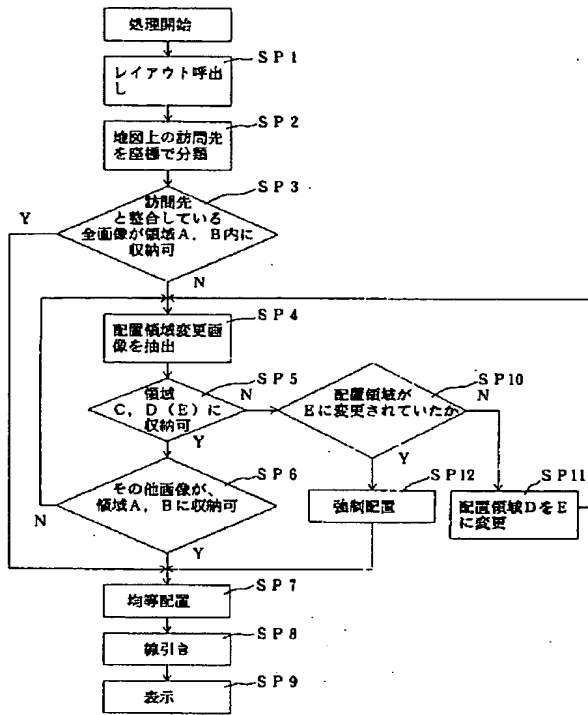 処理開始
SP1
レイアウト呼出
し
SP2
地図上の訪問先
を座標で分類
SP3
訪問先
と整合している
全画像が領域A，B内に
収納可
Y
N
SP4
配置領域変更画
像を抽出
SP5
領域
C，D（E）に
収納可
N
Y
SP10
配置領域が
Eに変更されていたか
N
Y
SP6
その他画像が、
領域A，Bに収納可
N
Y
SP12
強制配置
SP11
配置領域DをE
に変更
SP7
均等配置
SP8
線引き
SP9
表示